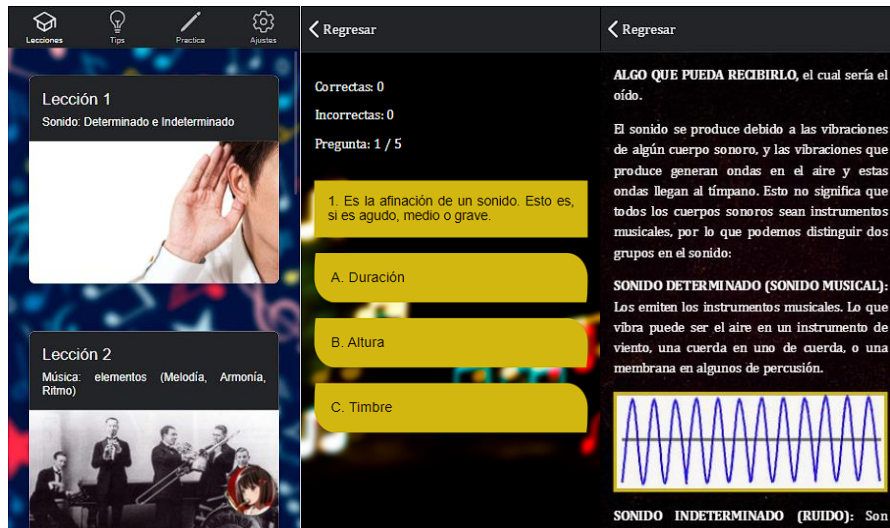 Lecciones
Tips
Practica
Ajustes
Lección 1
Sonido: Determinado e Indeterminado
Lección 2
Música: elementos (Melodía, Armonía,
Ritmo)
Regresar
Correctas: 0
Incorrectas: 0
Pregunta: 1 / 5
1. Es la afinación de un sonido. Esto es,
si es agudo, medio o grave.
A. Duración
B. Altura
C. Timbre
Regresar
ALGO QUE PUEDA RECIBIRLO, el cual sería el
oído.
El sonido se produce debido a las vibraciones
de algún cuerpo sonoro, y las vibraciones que
produce generan ondas en el aire y estas
ondas llegan al tímpano. Esto no significa que
todos los cuerpos sonoros sean instrumentos
musicales, por lo que podemos distinguir dos
grupos en el sonido:
SONIDO DETERMINADO (SONIDO MUSICAL):
Los emiten los instrumentos musicales. Lo que
vibra puede ser el aire en un instrumento de
viento, una cuerda en uno de cuerda, o una
membrana en algunos de percusión.
SONIDO INDETERMINADO (RUIDO): Son